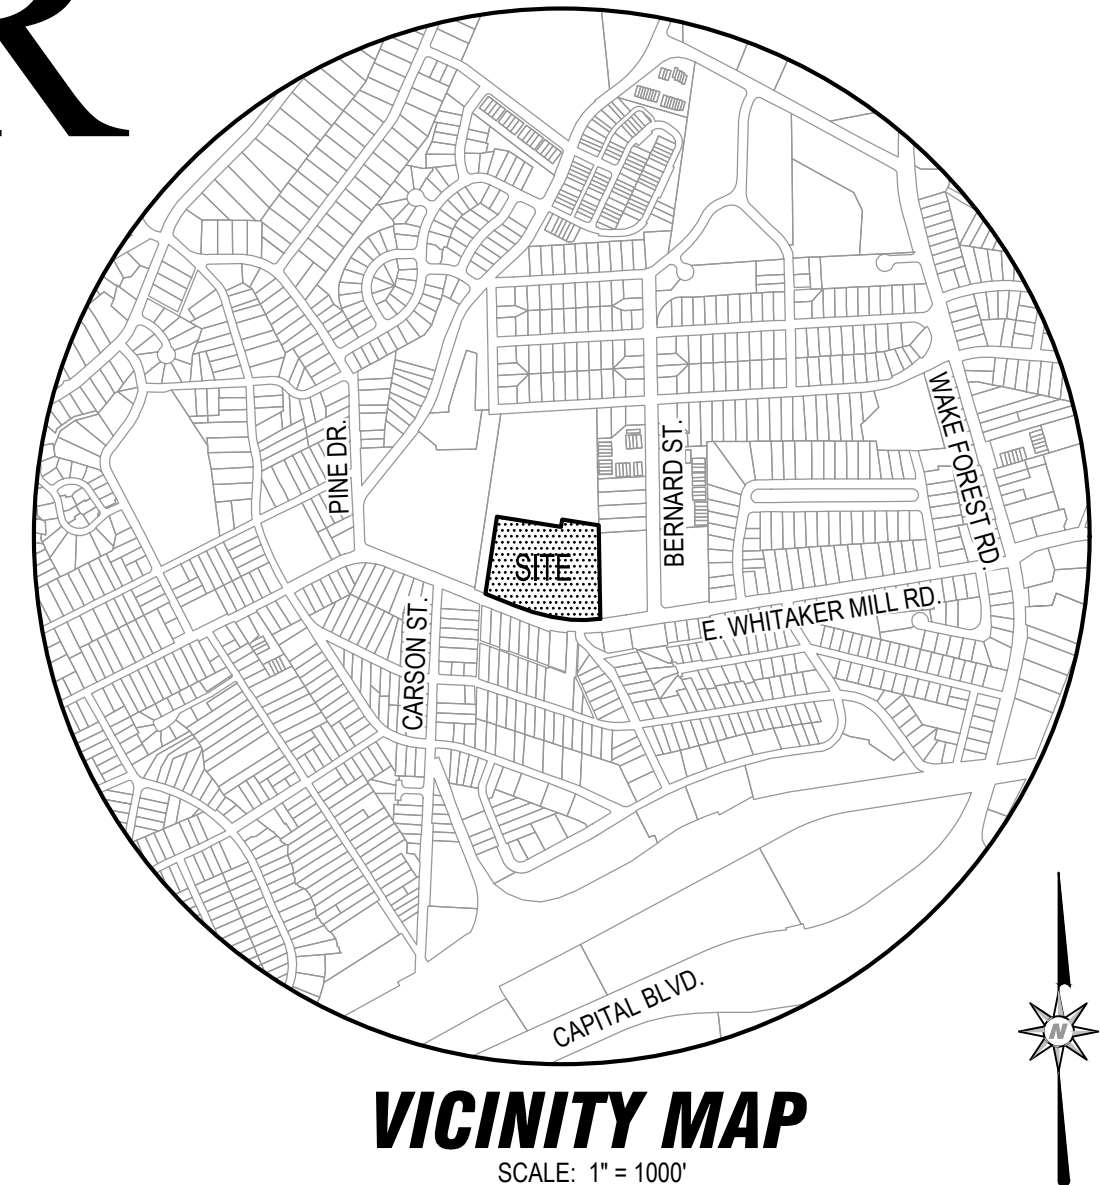 R
PINE DR.
BERNARD ST.
WAKE FOREST RD.
SITE
CARSON ST.
E. WHITAKER MILL RD.
CAPITAL BLVD.
N
VICINITY MAP
SCALE: 1" = 1000'